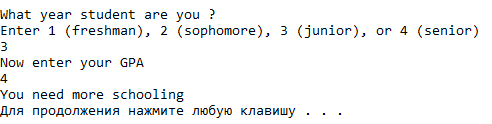 What year student are you ?
Enter 1 (freshman), 2 (sophomore), 3 (junior), or 4 (senior)
3
Now enter your GPA
4
You need more schooling
Для продолжения нажмите любую клавишу . . .